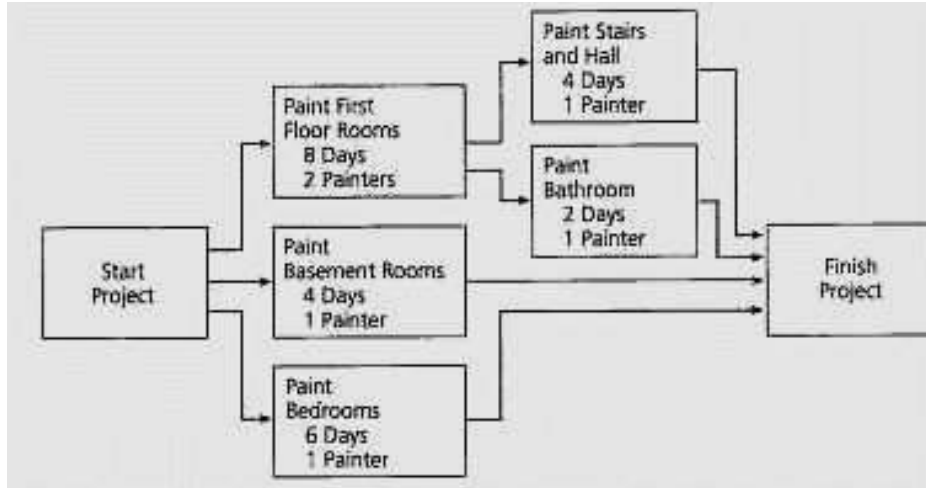 Paint Stairs
and Hall
4 Days
1 Painter
Paint First
Floor Rooms
8 Days
2 Painters
Paint
Bathroom
2 Days
1 Painter
Start
Project
Paint
Basement Rooms
4 Days
1 Painter
Finish
Project
Paint
Bedrooms
6 Days
1 Painter